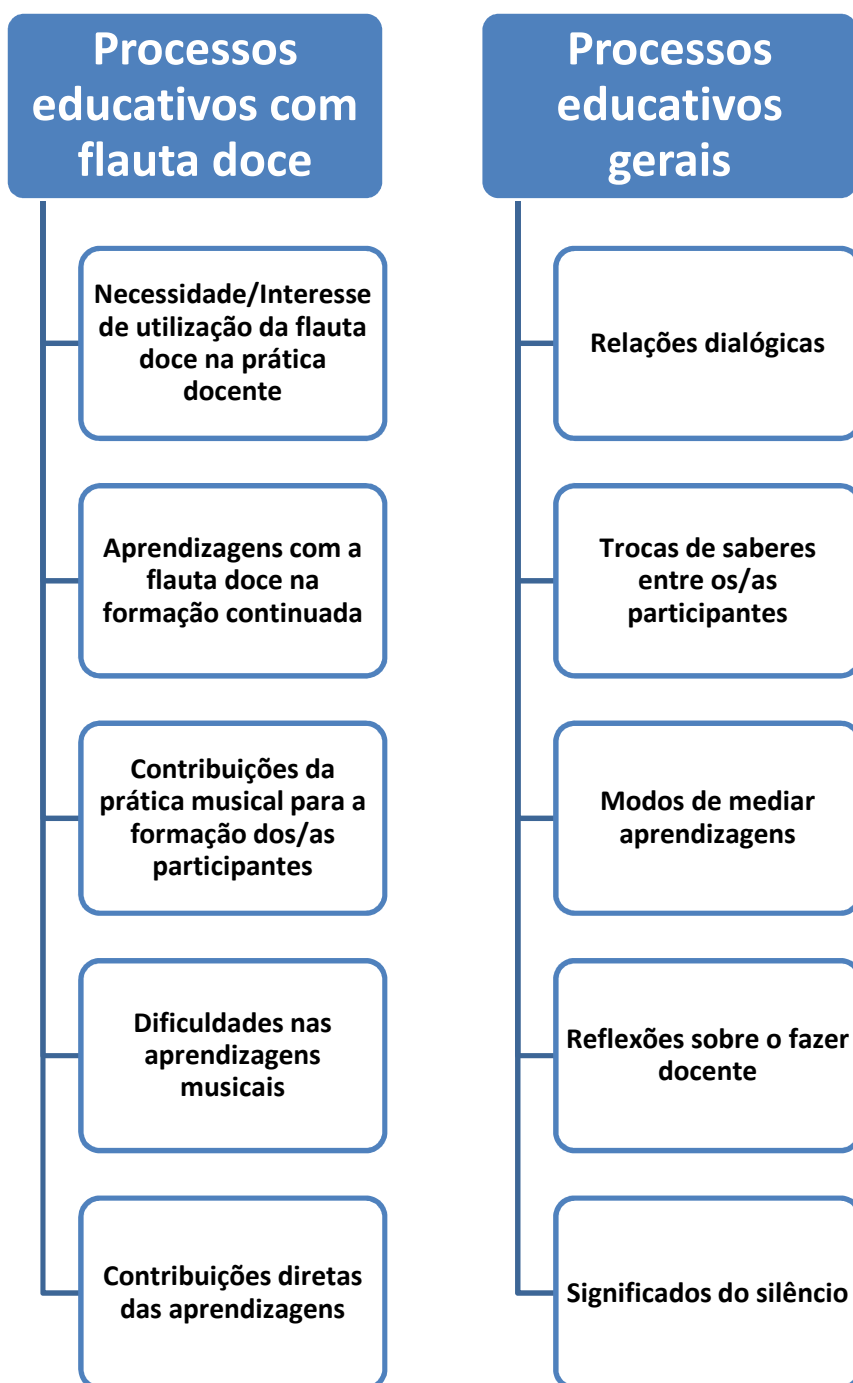 Processos
educativos com
flauta doce
Necessidade/Interesse
de utilização da flauta
doce na prática
docente
Aprendizagens com a
flauta doce na
formação continuada
Contribuições da
prática musical para a
formação dos/as
participantes
Dificuldades nas
aprendizagens
musicais
Contribuições diretas
das aprendizagens
Processos
educativos
gerais
Relações dialógicas
Trocas de saberes
entre os/as
participantes
Modos de mediar
aprendizagens
Reflexões sobre o fazer
docente
Significados do silêncio